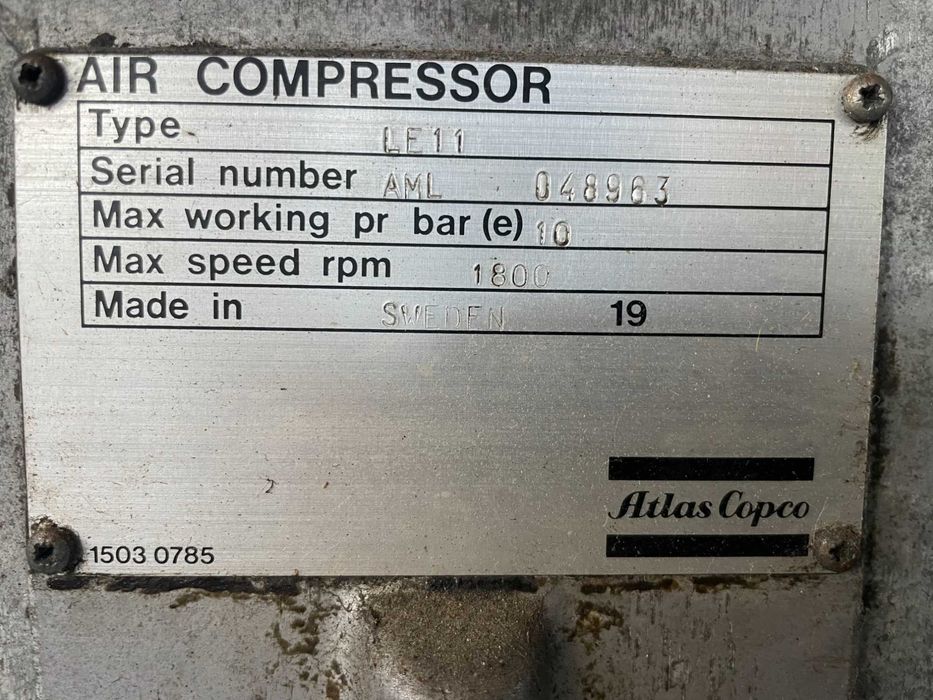 AIR COMPRESSOR
Type LE11
Serial number AML 048963
Max working pr bar (e) 10
Max speed rpm 1800
Made in SWEDEN 19
Atlas Copco
1503 0785